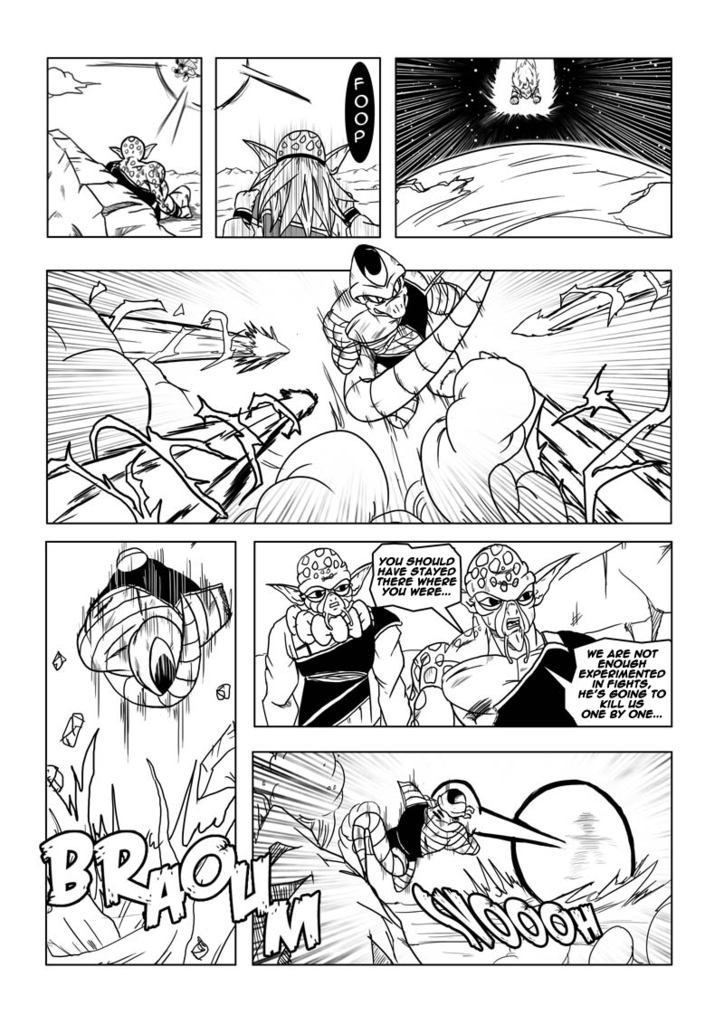 FOOP
YOU SHOULD
HAVE STAYED
THERE WHERE
YOU WERE...
WE ARE NOT
ENOUGH
EXPERIMENTED
IN FIGHTS,
HE'S GOING TO
KILL US
ONE BY ONE...
BRAOUM
WOOOH